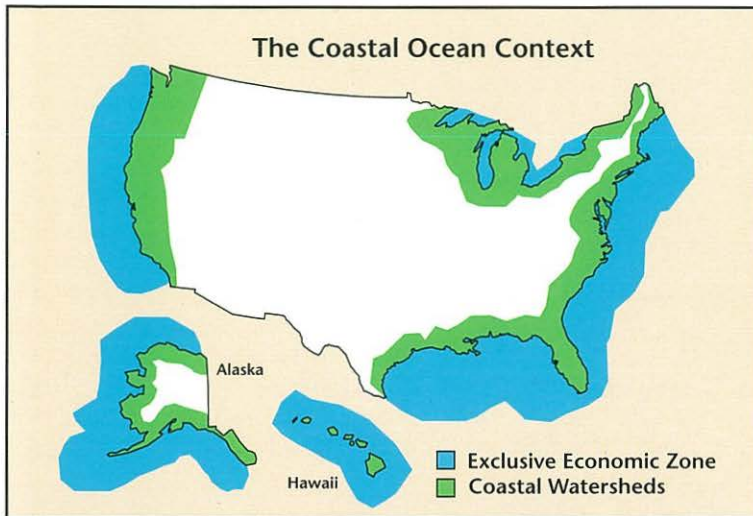 The Coastal Ocean Context
Alaska
Hawaii
Exclusive Economic Zone
Coastal Watersheds